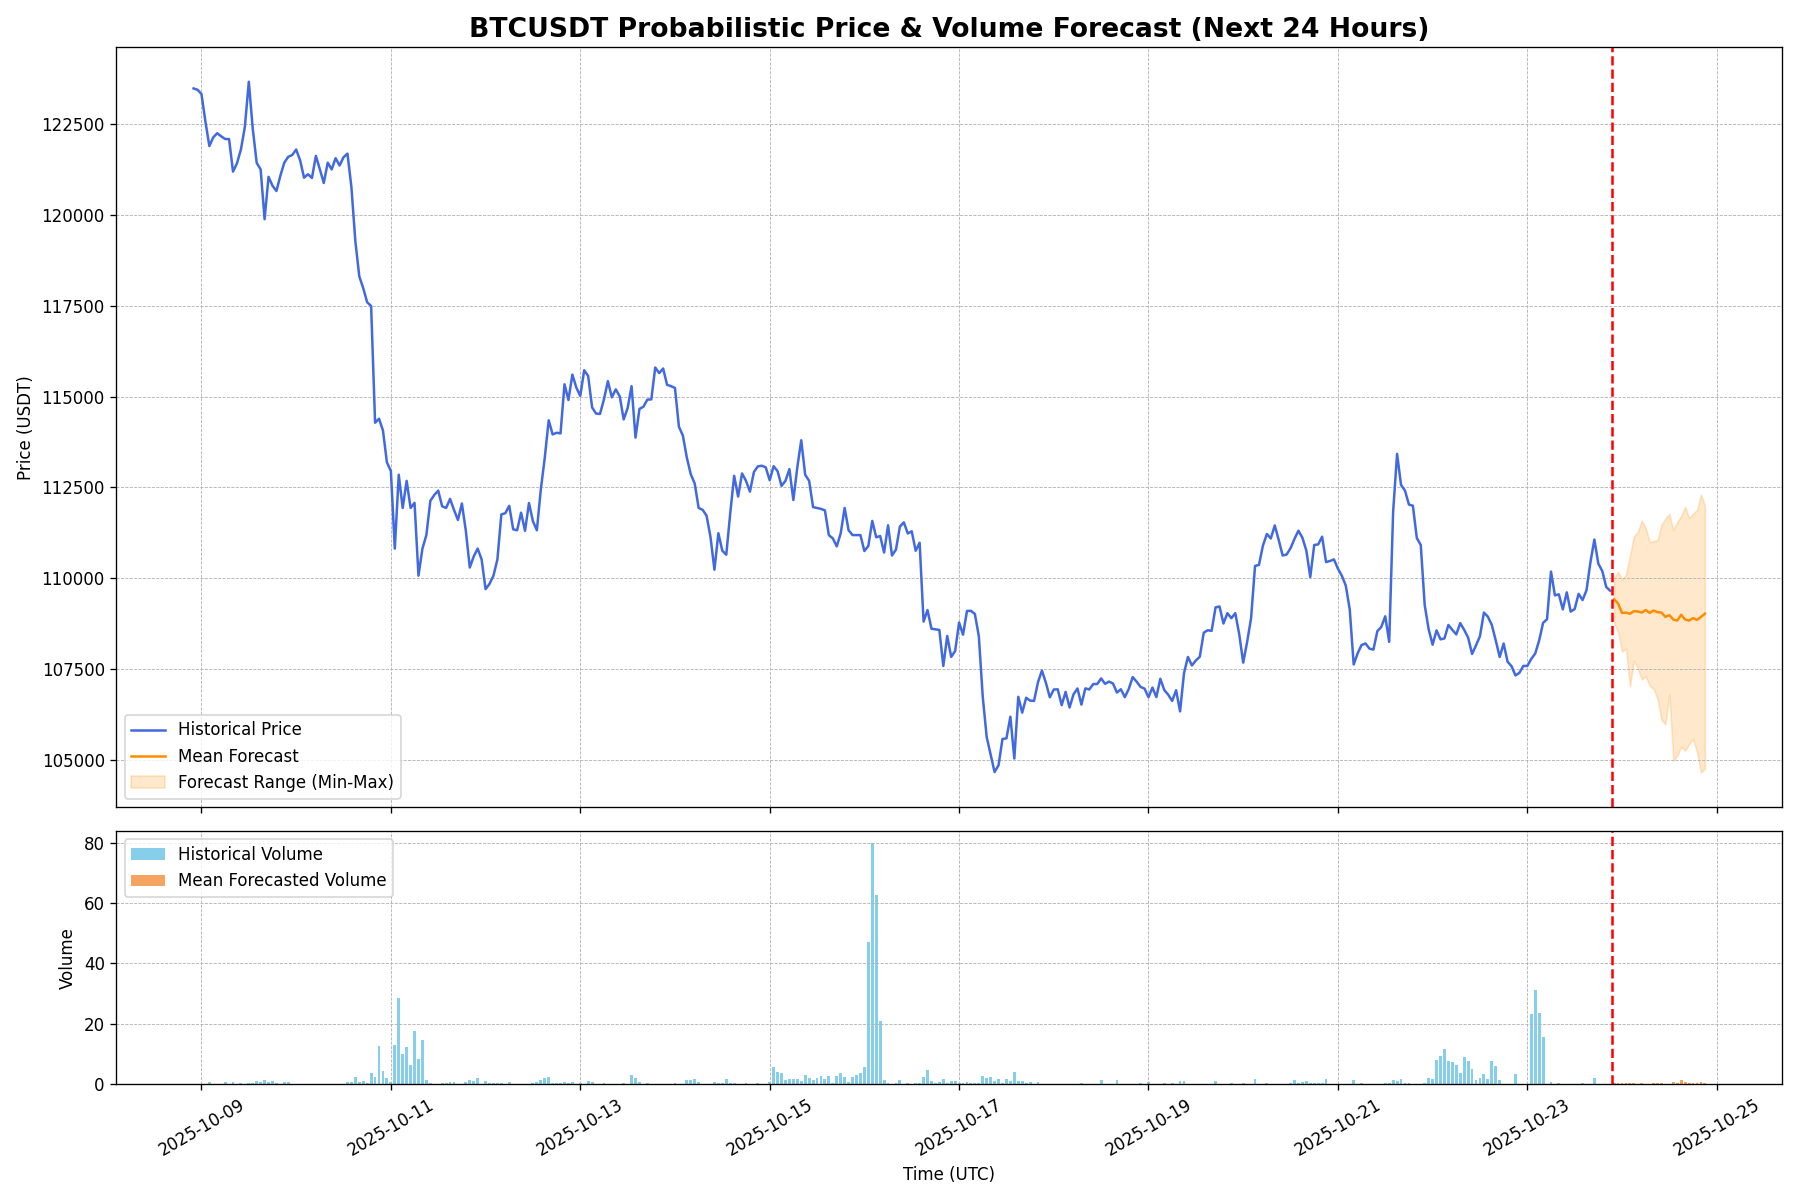 BTCUSDT Probabilistic Price & Volume Forecast (Next 24 Hours)
Price (USDT)
122500
120000
117500
115000
112500
110000
107500
105000
Historical Price
Mean Forecast
Forecast Range (Min-Max)
Volume
80
60
40
20
0
Historical Volume
Mean Forecasted Volume
2025-10-09
2025-10-11
2025-10-13
2025-10-15
2025-10-17
2025-10-19
2025-10-21
2025-10-23
2025-10-25
Time (UTC)